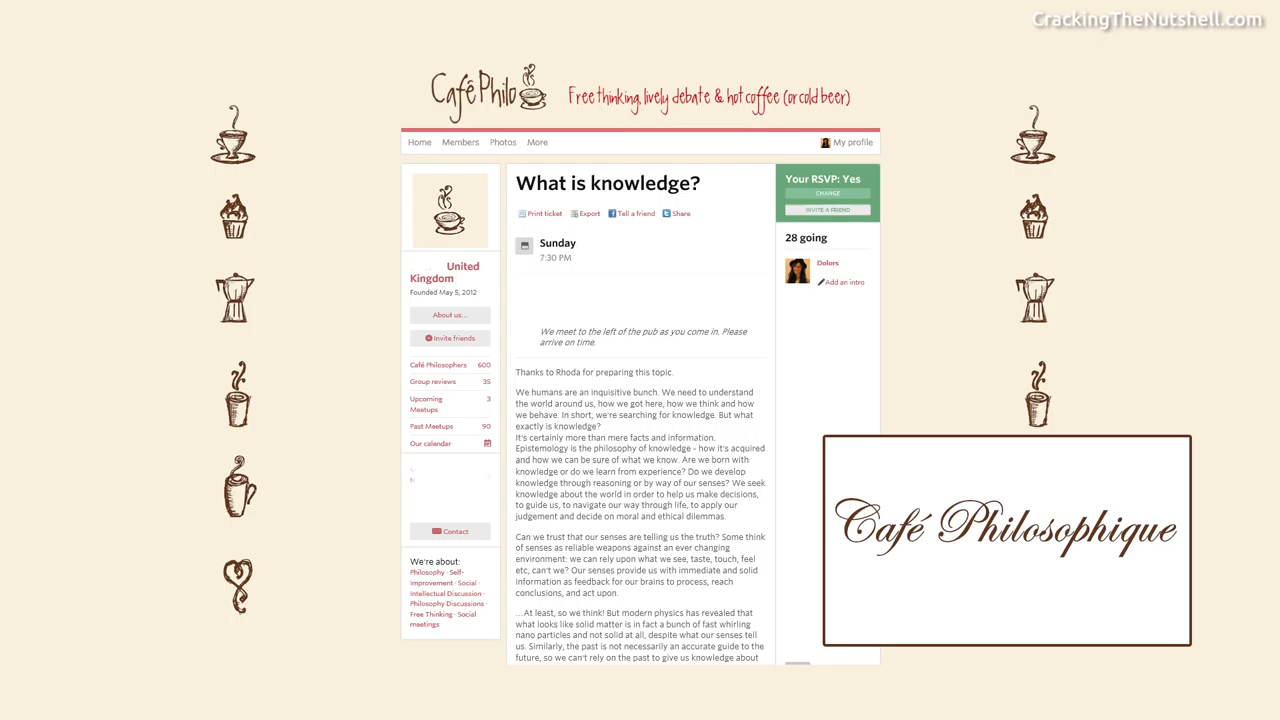 CrackingTheNutshell.com
Café Philo
Free thinking, lively debate & hot coffee (or cold beer)
Home Members Photos More
My profile
United
Kingdom
Founded May 5, 2012
About us...
Invite friends
Café Philosophers 600
Group reviews 35
Upcoming 3
Meetups
Past Meetups 90
Our calendar
Contact
We're about:
Philosophy · Self-
Improvement · Social ·
Intellectual Discussion ·
Philosophy Discussions ·
Free Thinking · Social
meetings
What is knowledge?
Print ticket Export Tell a friend Share
Sunday
7:30 PM
We meet to the left of the pub as you come in. Please
arrive on time.
Thanks to Rhoda for preparing this topic.
We humans are an inquisitive bunch. We need to understand
the world around us, how we got here, how we think and how
we behave. In short, we're searching for knowledge. But what
exactly is knowledge?
It's certainly more than mere facts and information.
Epistemology is the philosophy of knowledge - how it's acquired
and how we can be sure of what we know. Are we born with
knowledge or do we learn from experience? Do we develop
knowledge through reasoning or by way of our senses? We seek
knowledge about the world in order to help us make decisions,
to guide us, to navigate our way through life, to apply our
judgement and decide on moral and ethical dilemmas.
Can we trust that our senses are telling us the truth? Some think
of senses as reliable weapons against an ever changing
environment: we can rely upon what we see, taste, touch, feel
etc, can't we? Our senses provide us with immediate and solid
information as feedback for our brains to process, reach
conclusions, and act upon.
...At least, so we think! But modern physics has revealed that
what looks like solid matter is in fact a bunch of fast whirling
nano particles and not solid at all, despite what our senses tell
us. Similarly, the past is not necessarily an accurate guide to the
future, so we can't rely on the past to give us knowledge about
Your RSVP: Yes
CHANGE
INVITE A FRIEND
28 going
Dolors
Add an intro
Café Philosophique